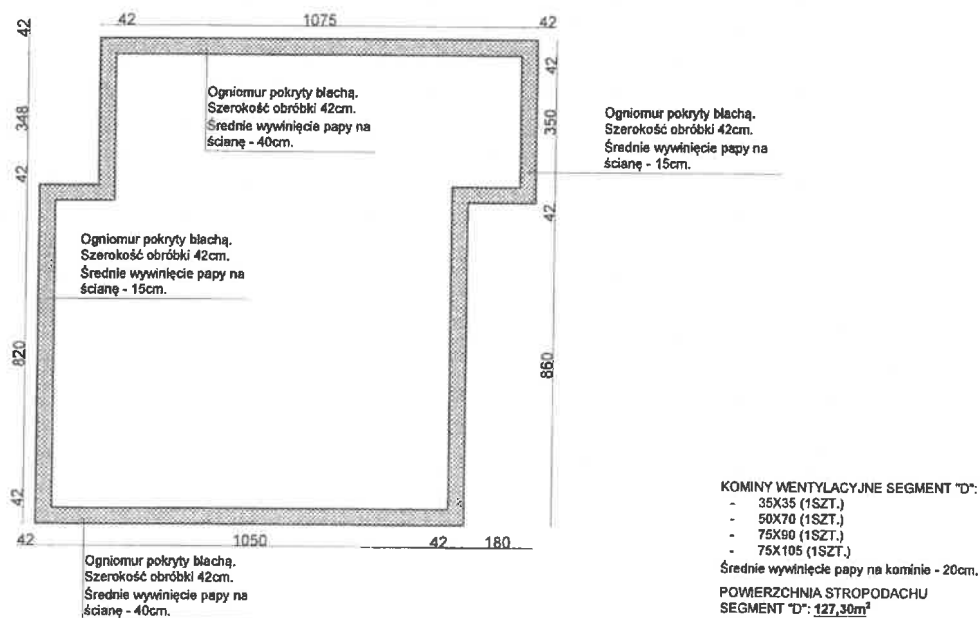 42 1075 42
42
42
348
42
820
42
42
350
42
860
Ogniomur pokryty blachą.
Szerokość obróbki 42cm.
Średnie wywinięcie papy na
ścianę - 40cm.
Ogniomur pokryty blachą.
Szerokość obróbki 42cm.
Średnie wywinięcie papy na
ścianę - 15cm.
Ogniomur pokryty blachą.
Szerokość obróbki 42cm.
Średnie wywinięcie papy na
ścianę - 15cm.
42 1050 42 180
Ogniomur pokryty blachą.
Szerokość obróbki 42cm.
Średnie wywinięcie papy na
ścianę - 40cm.
KOMINY WENTYLACYJNE SEGMENT "D":
- 35X35 (1SZT.)
- 50X70 (1SZT.)
- 75X90 (1SZT.)
- 75X105 (1SZT.)
Średnie wywinięcie papy na kominie - 20cm.
POWIERZCHNIA STROPODACHU
SEGMENT "D": 127,30m²